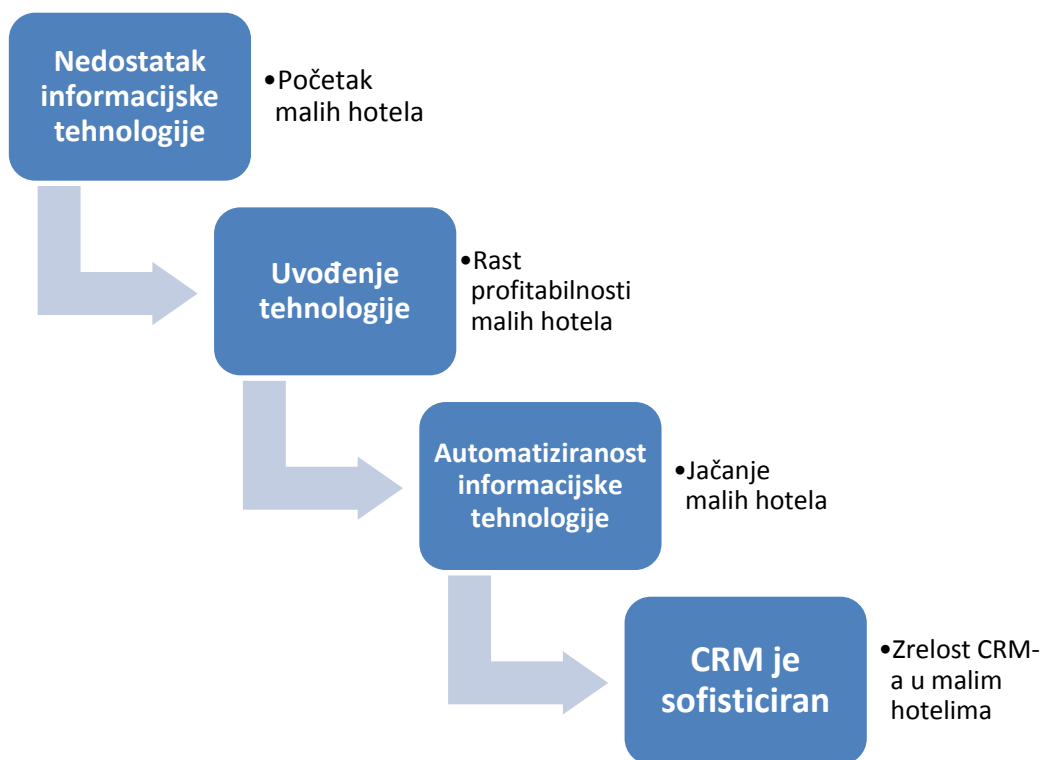 Nedostatak
informacijske
tehnologije
•Početak
malih hotela
Uvođenje
tehnologije
•Rast
profitabilnosti
malih hotela
Automatiziranost
informacijske
tehnologije
•Jačanje
malih hotela
CRM je
sofisticiran
•Zrelost CRM-
a u malim
hotelima